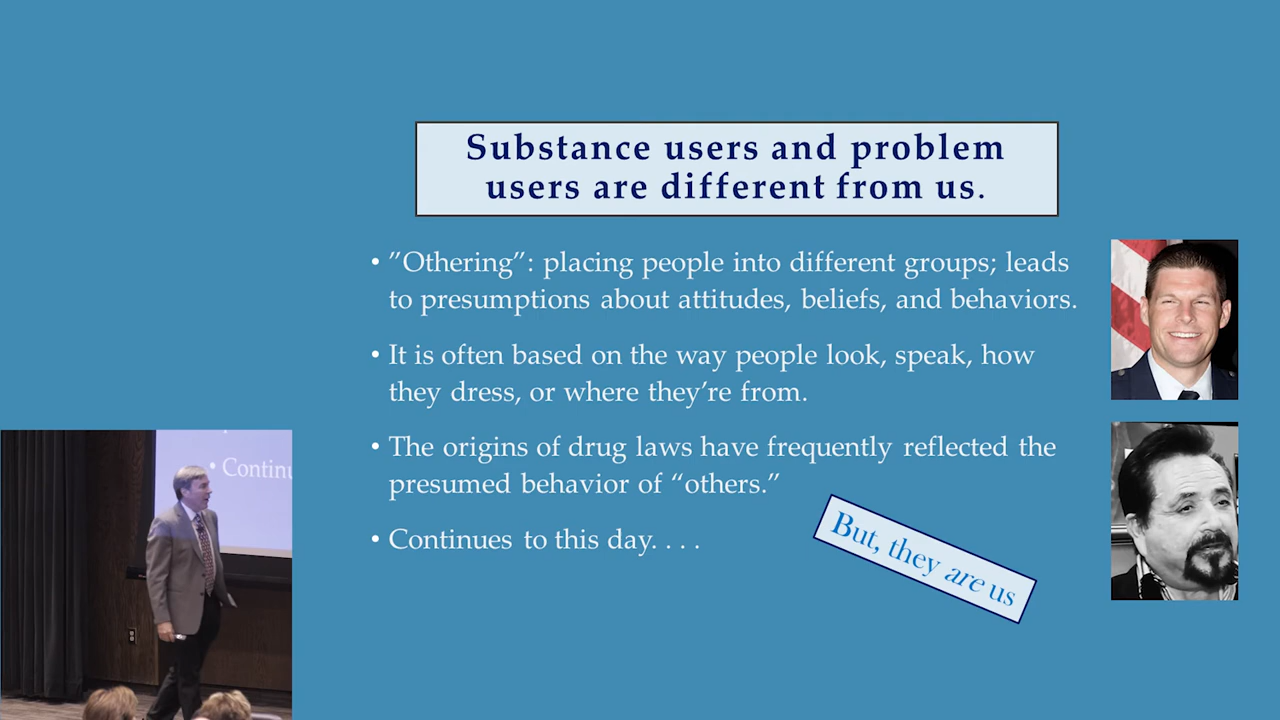 Substance users and problem
users are different from us.
• ”Othering”: placing people into different groups; leads
to presumptions about attitudes, beliefs, and behaviors.
• It is often based on the way people look, speak, how
they dress, or where they’re from.
• The origins of drug laws have frequently reflected the
presumed behavior of “others.”
• Continues to this day. . . .
But, they are us
• Continu